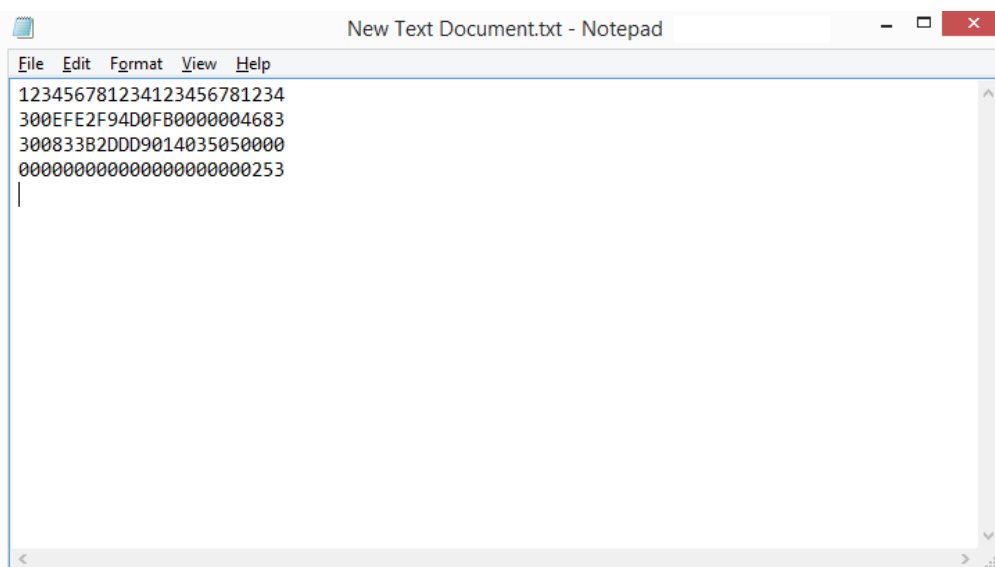 New Text Document.txt - Notepad
File Edit Format View Help
123456781234123456781234
300EFE2F94D0FB0000004683
300833B2DDD9014035050000
000000000000000000000253